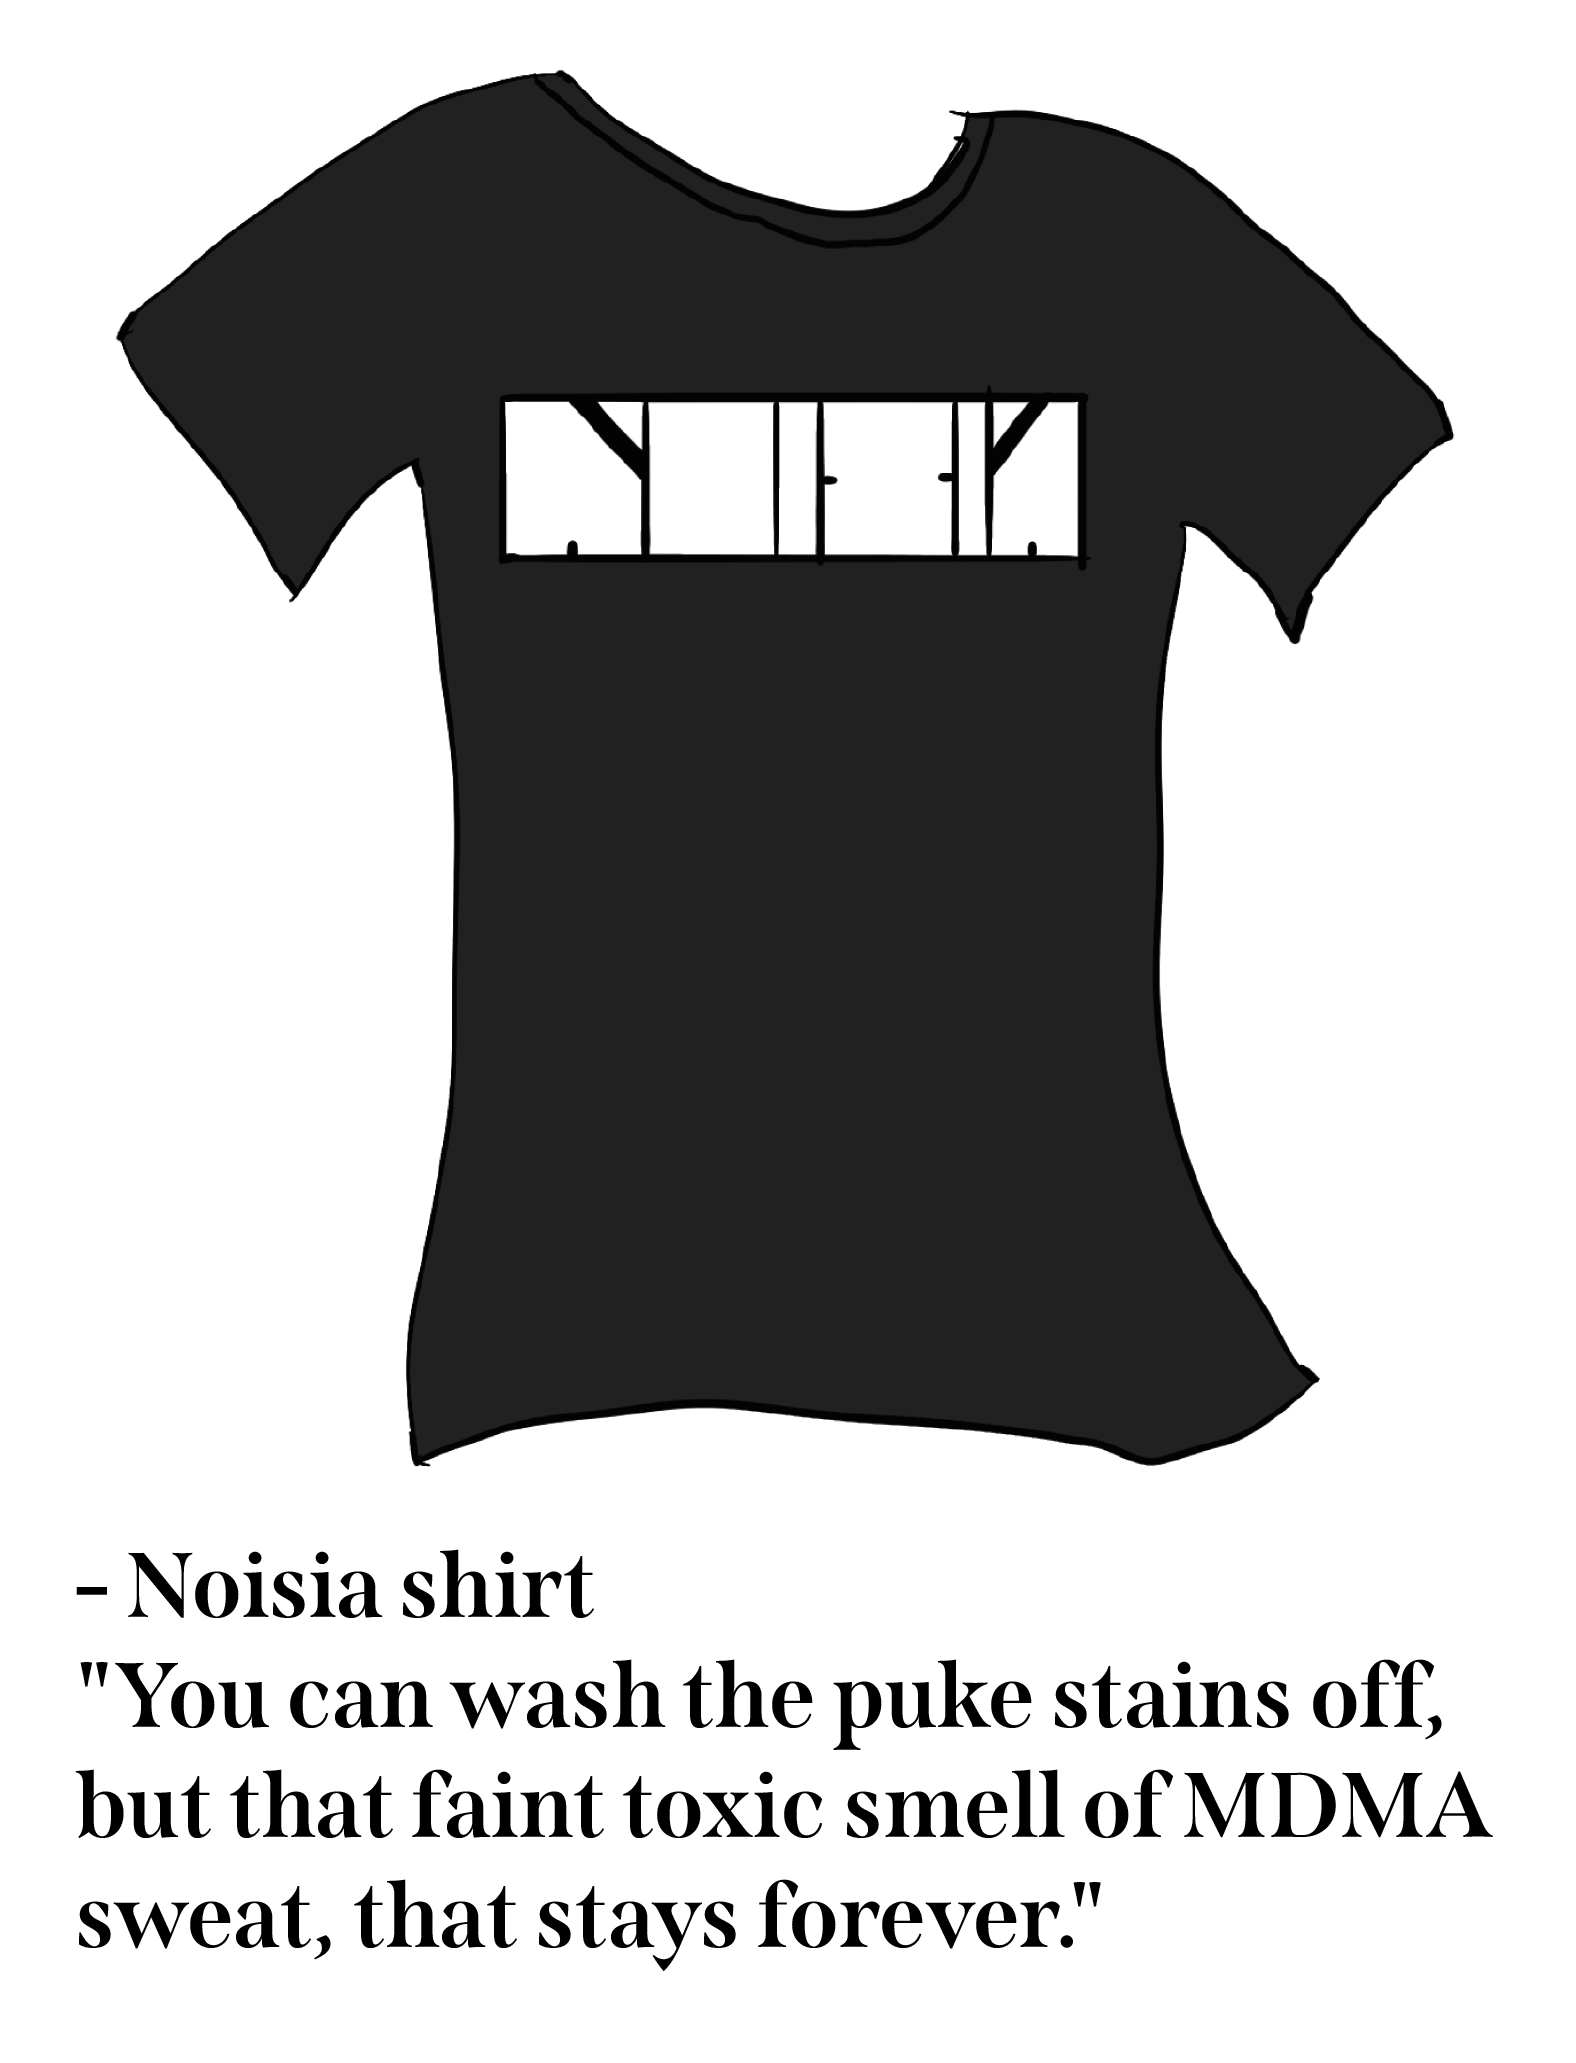 - Noisia shirt
"You can wash the puke stains off,
but that faint toxic smell of MDMA
sweat, that stays forever."